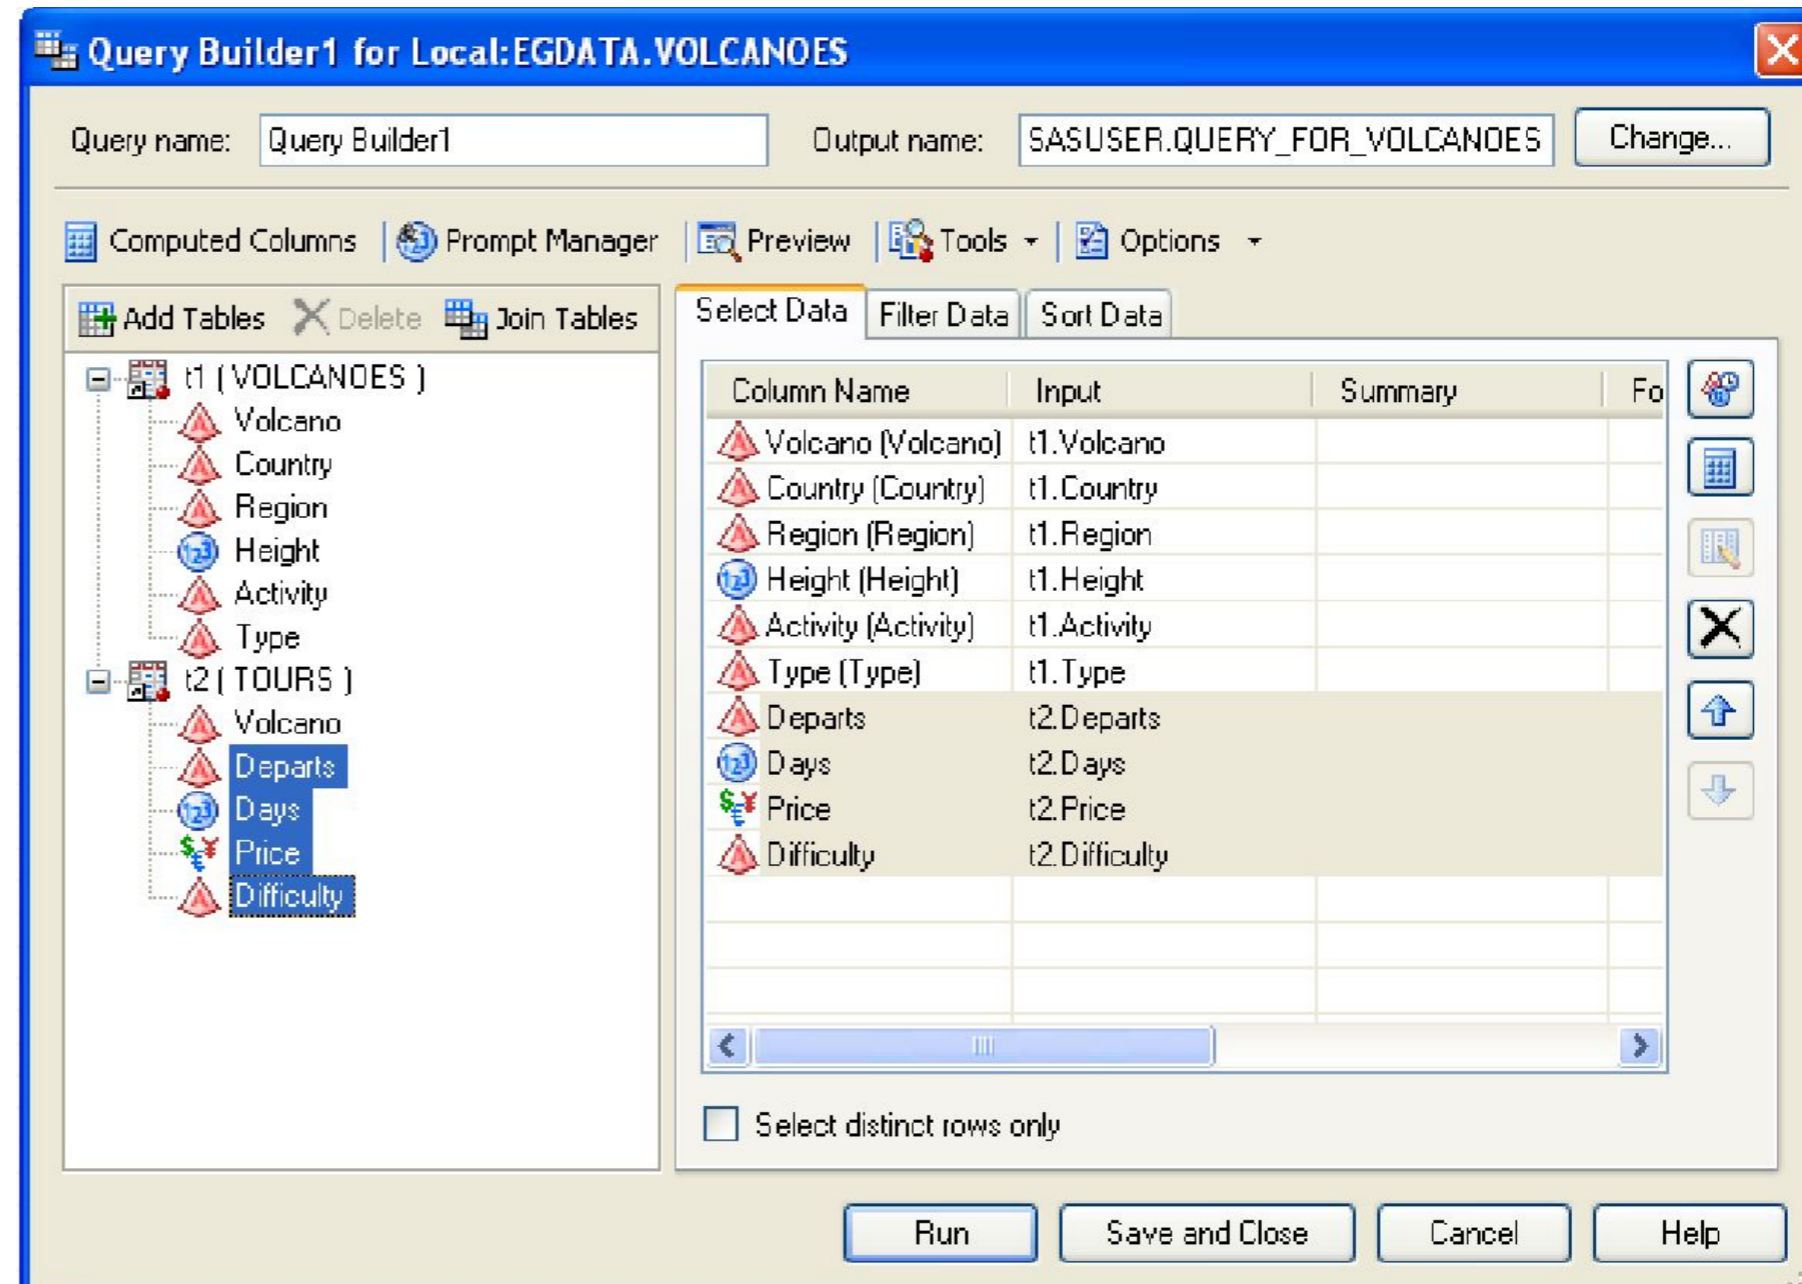 Query Builder1 for Local:EGDATA.VOLCANOES
Query name: Query Builder1 Output name: SASUSER.QUERY_FOR_VOLCANOES Change...
Computed Columns Prompt Manager Preview Tools Options
Add Tables Delete Join Tables
t1 ( VOLCANOES )
Volcano
Country
Region
Height
Activity
Type
t2 ( TOURS )
Volcano
Departs
Days
Price
Difficulty
Select Data Filter Data Sort Data
Column Name Input Summary Fo
Volcano (Volcano) t1.Volcano
Country (Country) t1.Country
Region (Region) t1.Region
Height (Height) t1.Height
Activity (Activity) t1.Activity
Type (Type) t1.Type
Departs t2.Departs
Days t2.Days
Price t2.Price
Difficulty t2.Difficulty
Select distinct rows only
Run Save and Close Cancel Help